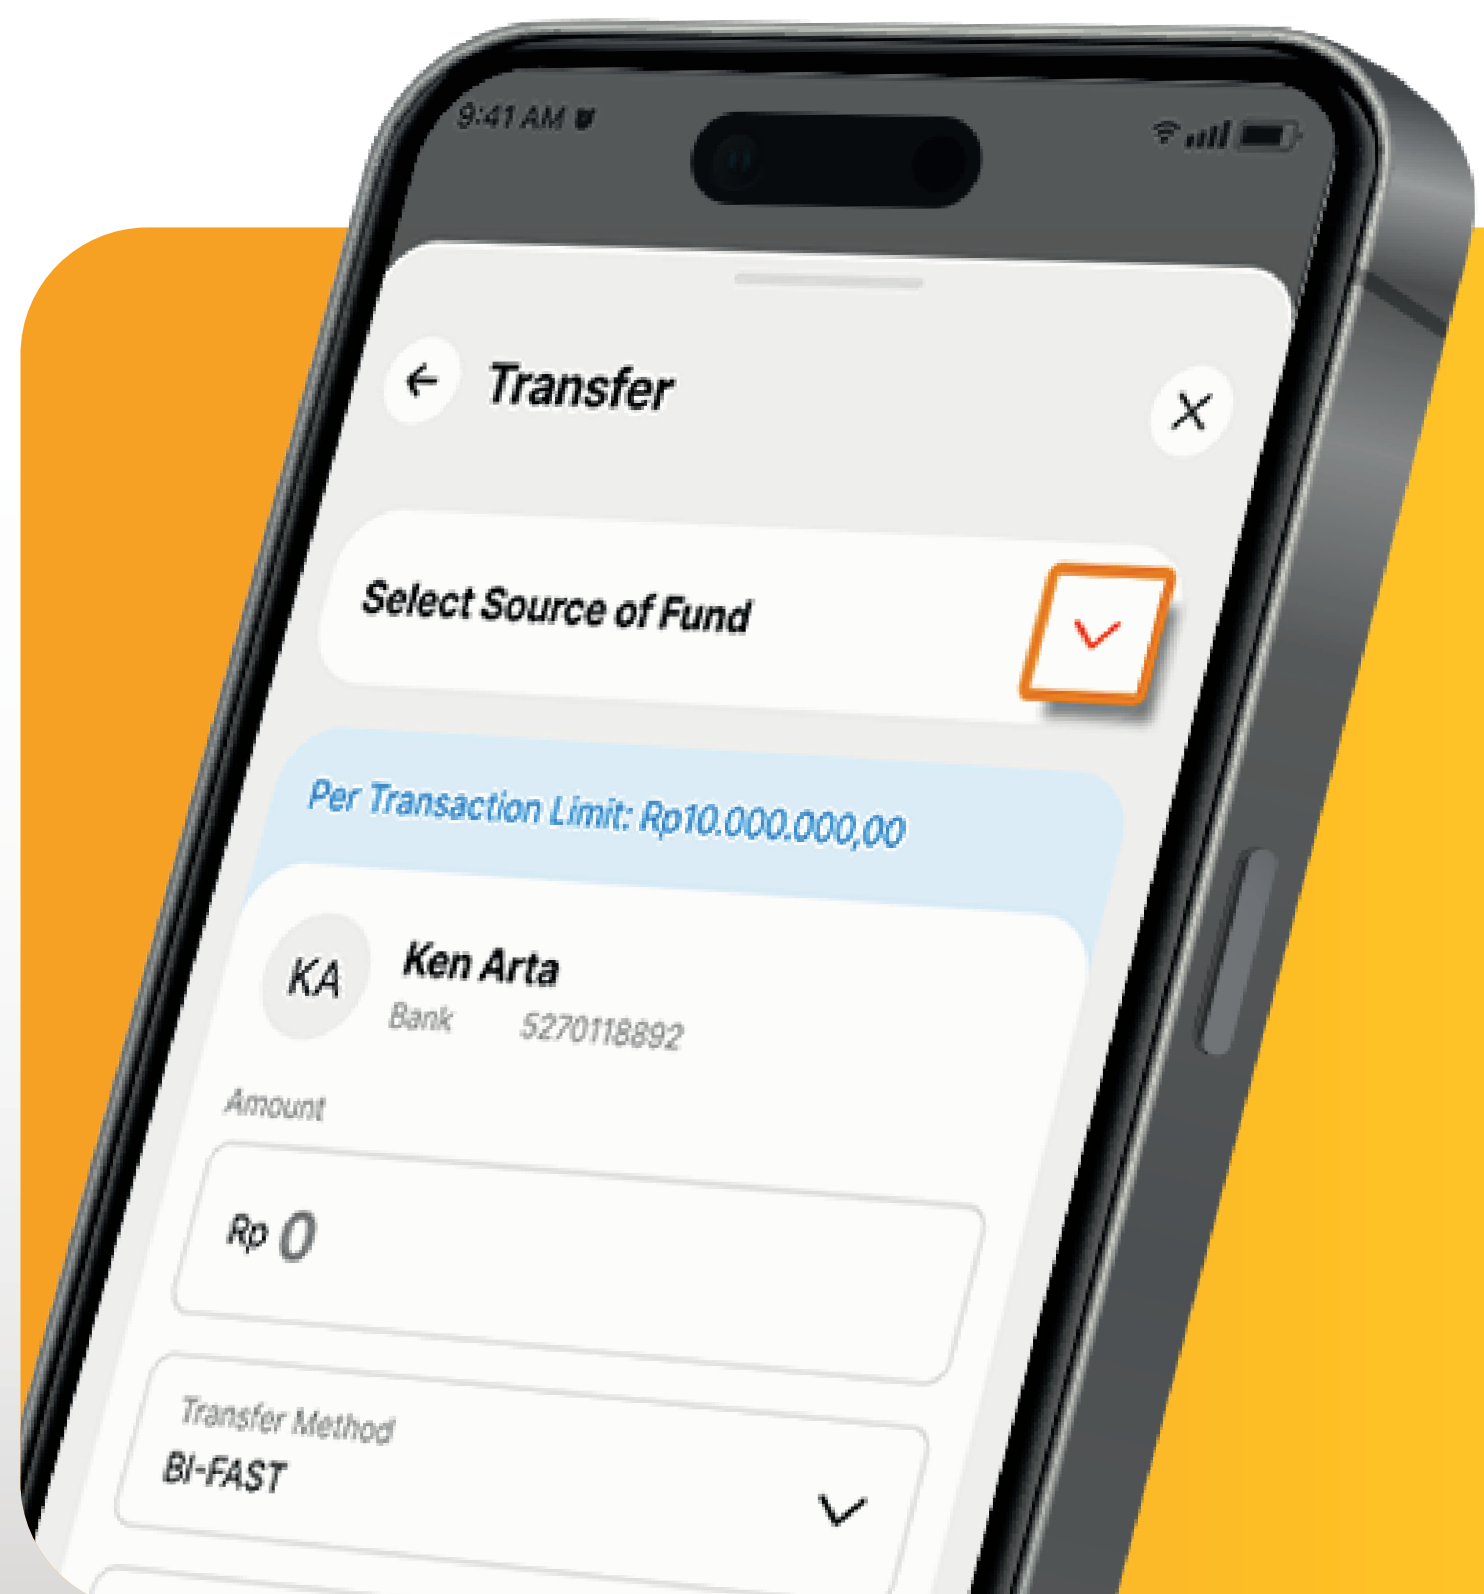 9:41 AM
Transfer
Select Source of Fund
Per Transaction Limit: Rp10.000.000,00
KA
Ken Arta
Bank 5270118892
Amount
Rp 0
Transfer Method
BI-FAST